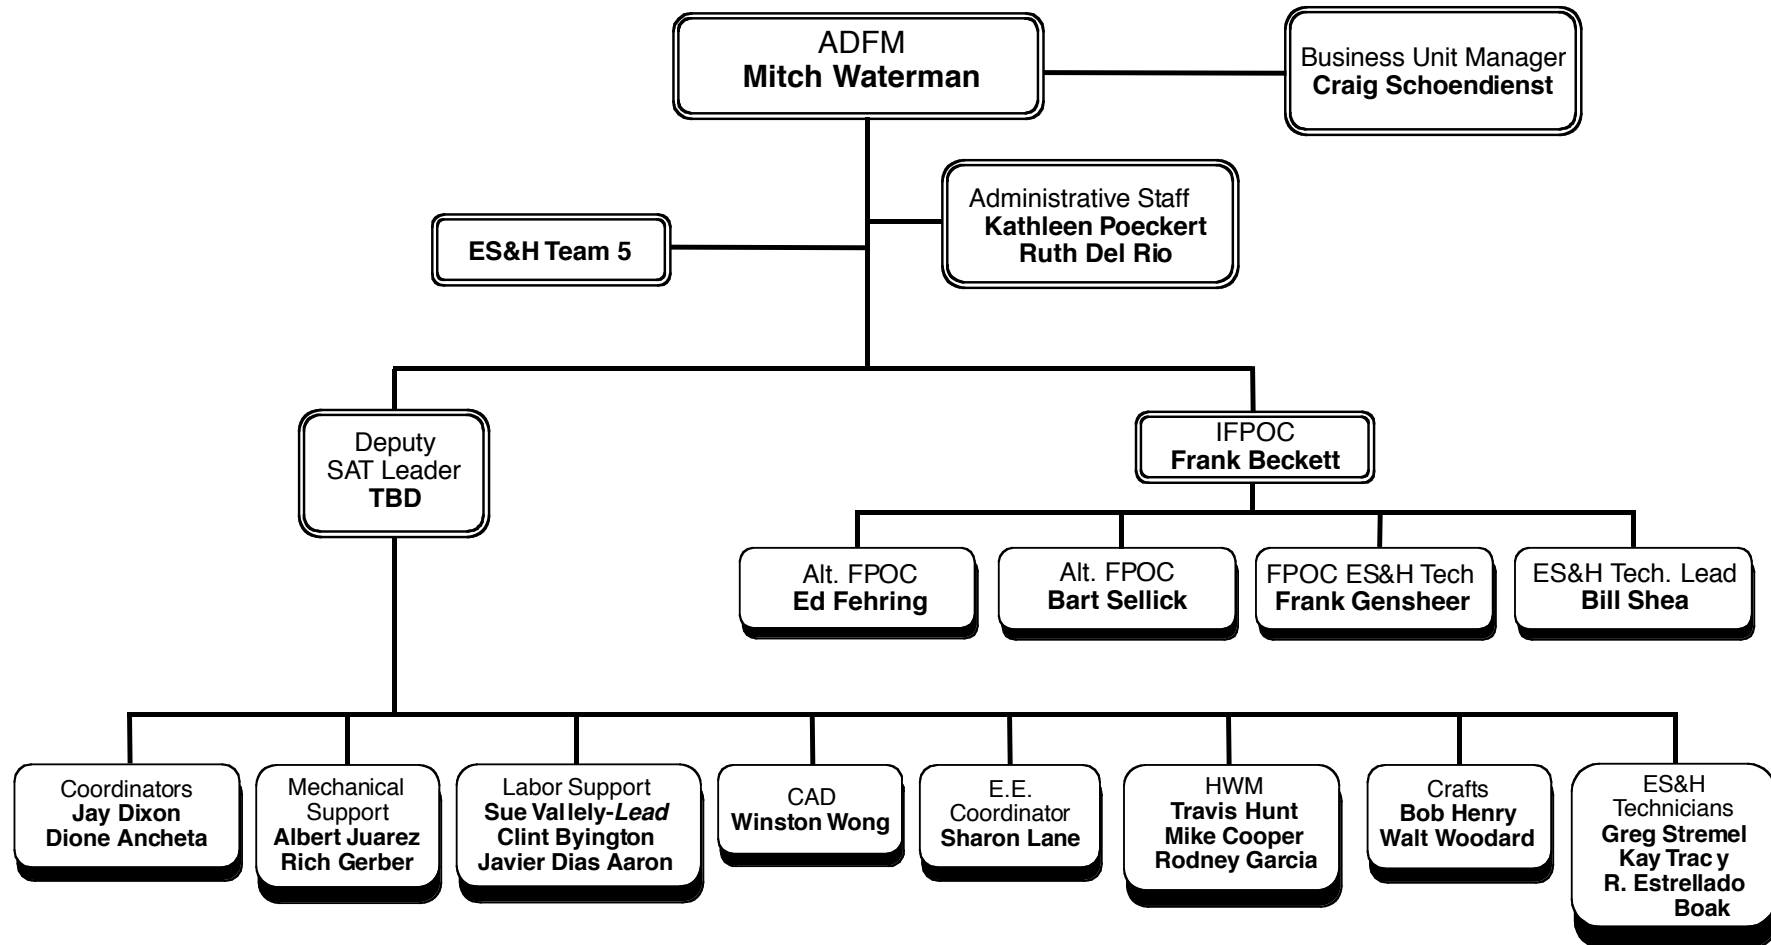 ADFM
Mitch Waterman
Business Unit Manager
Craig Schoendienst
Administrative Staff
Kathleen Poeckert
Ruth Del Rio
ES&H Team 5
Deputy
SAT Leader
TBD
IFPOC
Frank Beckett
Alt. FPOC
Ed Fehring
Alt. FPOC
Bart Sellick
FPOC ES&H Tech
Frank Gensheer
ES&H Tech. Lead
Bill Shea
Coordinators
Jay Dixon
Dione Ancheta
Mechanical
Support
Albert Juarez
Rich Gerber
Labor Support
Sue Vallely-Lead
Clint Byington
Javier Dias Aaron
CAD
Winston Wong
E.E.
Coordinator
Sharon Lane
HWM
Travis Hunt
Mike Cooper
Rodney Garcia
Crafts
Bob Henry
Walt Woodard
ES&H
Technicians
Greg Stremel
Kay Tracy
R. Estrellado
Boak